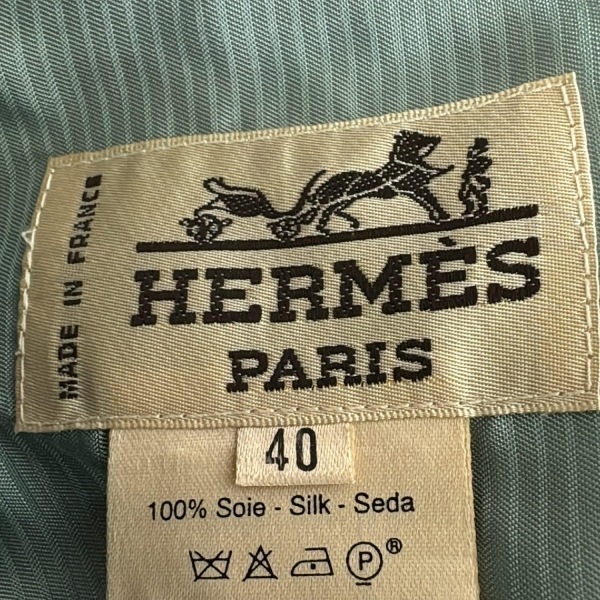 MADE IN FRANCE
HERMÈS
PARIS
40
100% Soie - Silk - Seda
P®